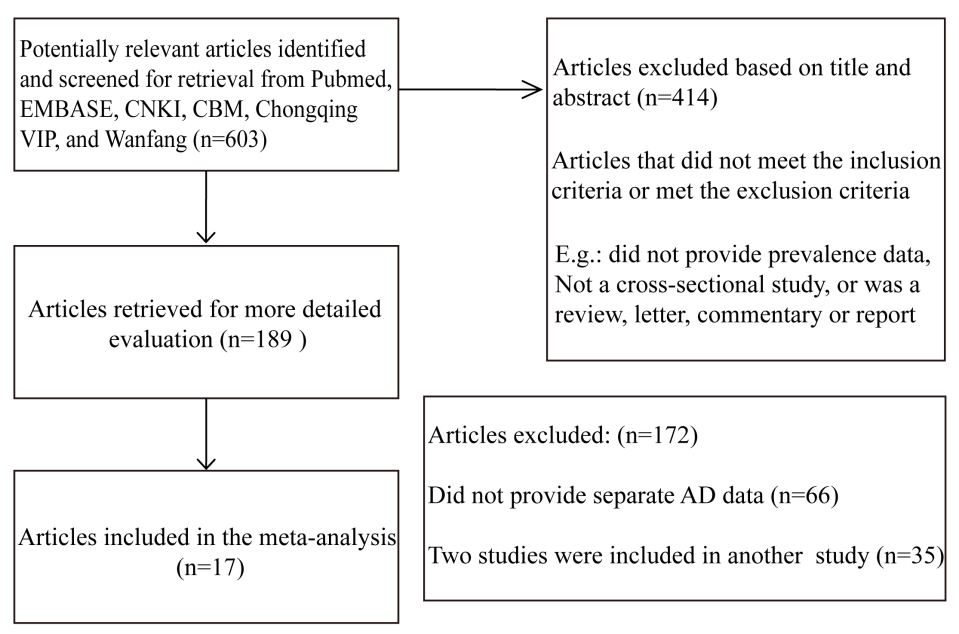 Potentially relevant articles identified
and screened for retrieval from Pubmed,
EMBASE, CNKI, CBM, Chongqing
VIP, and Wanfang (n=603)
Articles excluded based on title and
abstract (n=414)
Articles that did not meet the inclusion
criteria or met the exclusion criteria
E.g.: did not provide prevalence data,
Not a cross-sectional study, or was a
review, letter, commentary or report
Articles retrieved for more detailed
evaluation (n=189 )
Articles excluded: (n=172)
Did not provide separate AD data (n=66)
Two studies were included in another study (n=35)
Articles included in the meta-analysis
(n=17)